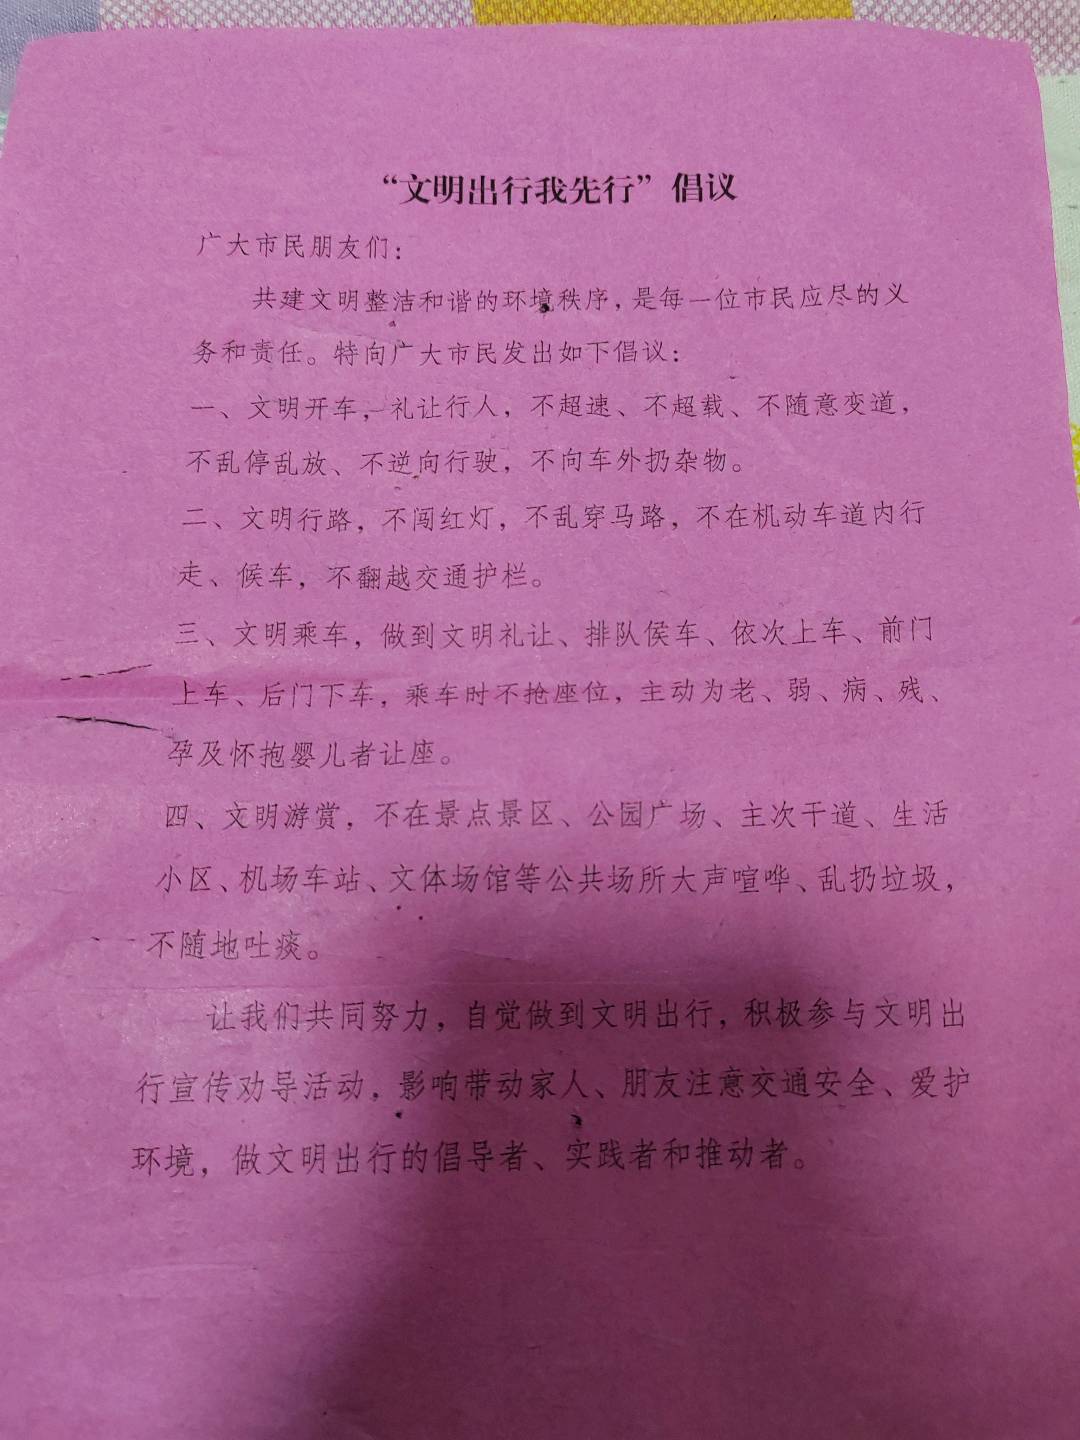 “文明出行我先行”倡议
广大市民朋友们：
共建文明整洁和谐的环境秩序，是每一位市民应尽的义
务和责任。特向广大市民发出如下倡议：
一、文明开车，礼让行人，不超速、不超载、不随意变道，
不乱停乱放、不逆向行驶，不向车外扔杂物。
二、文明行路，不闯红灯，不乱穿马路，不在机动车道内行
走、候车，不翻越交通护栏。
三、文明乘车，做到文明礼让、排队侯车、依次上车、前门
上车、后门下车，乘车时不抢座位，主动为老、弱、病、残、
孕及怀抱婴儿者让座。
四、文明游赏，不在景点景区、公园广场、主次干道、生活
小区、机场车站、文体场馆等公共场所大声喧哗、乱扔垃圾，
不随地吐痰。
让我们共同努力，自觉做到文明出行，积极参与文明出
行宣传劝导活动，影响带动家人、朋友注意交通安全、爱护
环境，做文明出行的倡导者、实践者和推动者。